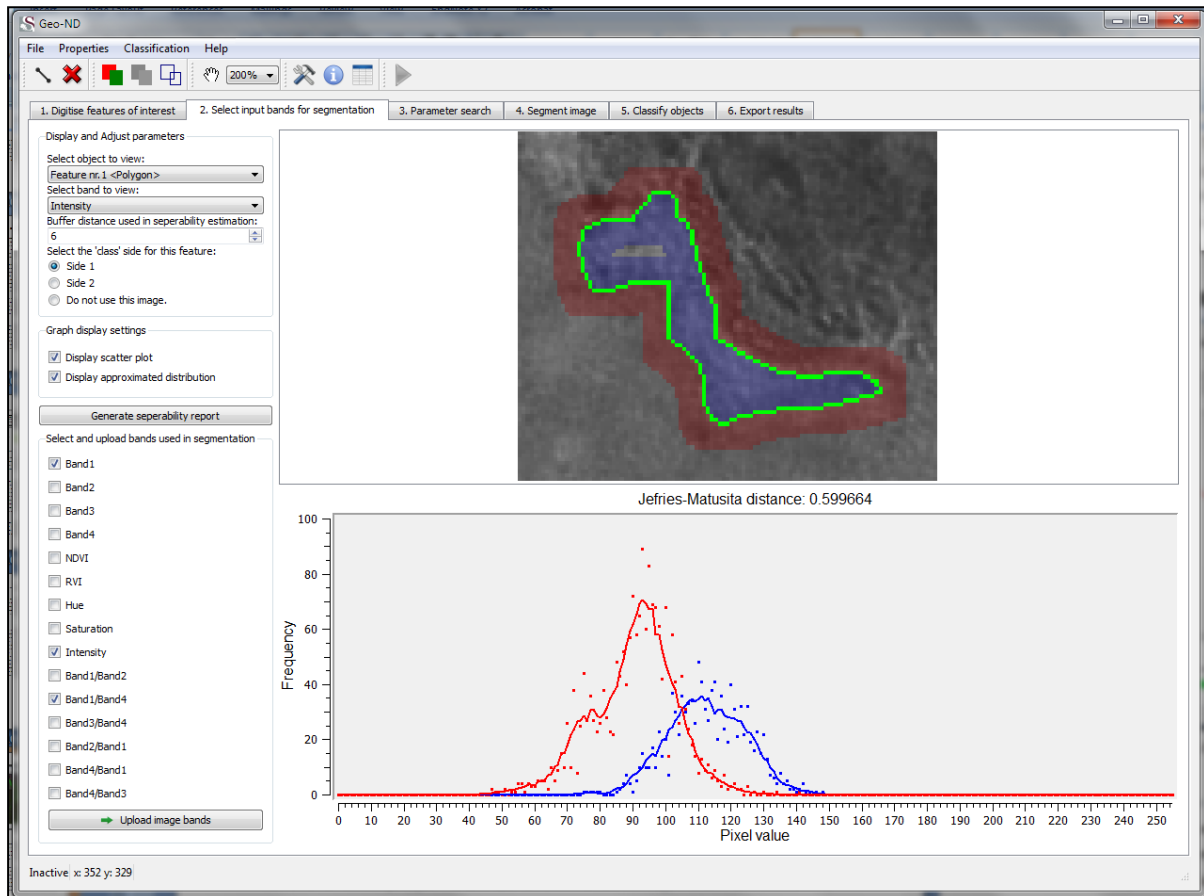 Geo-ND
File Properties Classification Help
200%
1. Digitise features of interest
2. Select input bands for segmentation
3. Parameter search
4. Segment image
5. Classify objects
6. Export results
Display and Adjust parameters
Select object to view:
Feature nr.1 <Polygon>
Select band to view:
Intensity
Buffer distance used in seperability estimation:
6
Select the 'class' side for this feature:
Side 1
Side 2
Do not use this image.
Graph display settings
Display scatter plot
Display approximated distribution
Generate seperability report
Select and upload bands used in segmentation
Band1
Band2
Band3
Band4
NDVI
RVI
Hue
Saturation
Intensity
Band1/Band2
Band1/Band4
Band3/Band4
Band2/Band1
Band4/Band1
Band4/Band3
Upload image bands
Jefries-Matusita distance: 0.599664
Frequency
100
80
60
40
20
0
0 10 20 30 40 50 60 70 80 90 100 110 120 130 140 150 160 170 180 190 200 210 220 230 240 250
Pixel value
Inactive x: 352 y: 329